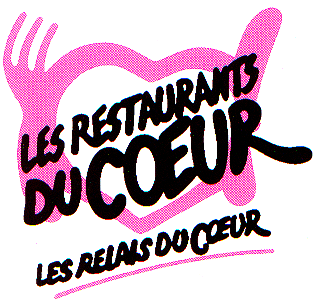 LES RESTAURANTS
DU COEUR
LES RELAIS DU CŒUR